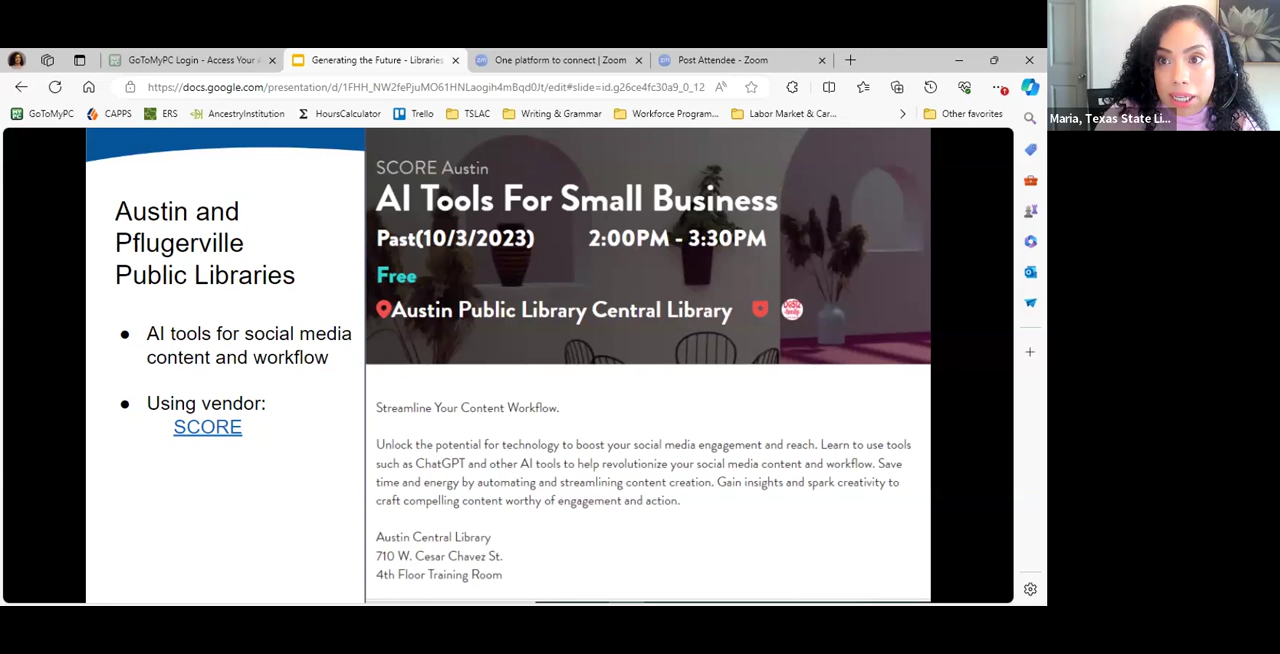 GoToMyPC Login - Access Your
Generating the Future - Libraries
One platform to connect | Zoom
Post Attendee - Zoom
https://docs.google.com/presentation/d/1FHH_NW2fePjuMO61HNLaogih4mBqd0Jt/edit#slide=id.g26ce4fc30a9_0_12
GoToMyPC
CAPPS
ERS
AncestryInstitution
HoursCalculator
Trello
TSLAC
Writing & Grammar
Workforce Program...
Labor Market & Car...
Other favorites
Maria, Texas State Li...
Austin and
Pflugerville
Public Libraries
● AI tools for social media
content and workflow
● Using vendor:
SCORE
SCORE Austin
AI Tools For Small Business
Past(10/3/2023) 2:00PM - 3:30PM
Free
Austin Public Library Central Library
Streamline Your Content Workflow.
Unlock the potential for technology to boost your social media engagement and reach. Learn to use tools
such as ChatGPT and other AI tools to help revolutionize your social media content and workflow. Save
time and energy by automating and streamlining content creation. Gain insights and spark creativity to
craft compelling content worthy of engagement and action.
Austin Central Library
710 W. Cesar Chavez St.
4th Floor Training Room